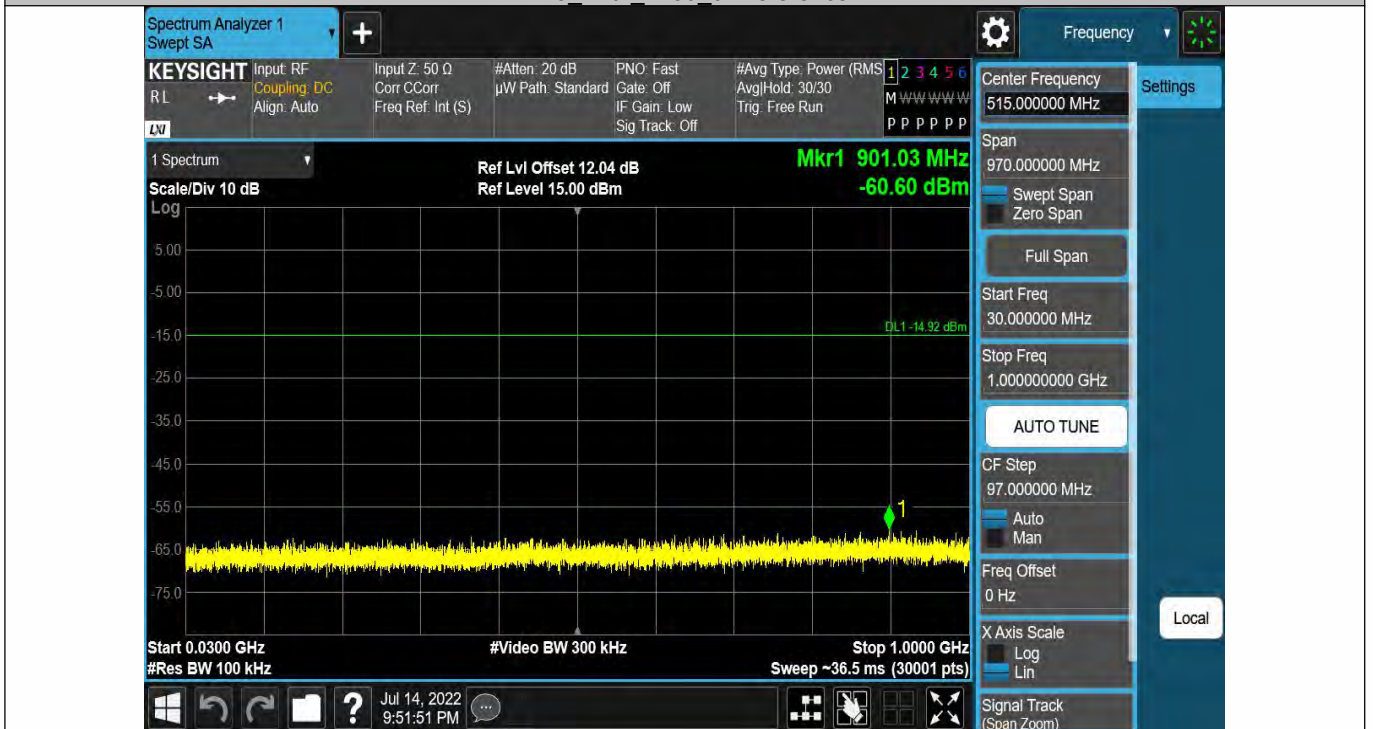 Spectrum Analyzer 1
Swept SA
Frequency
KEYSIGHT
RL
LXI
Input: RF
Coupling: DC
Align: Auto
Input Z: 50 Ω
Corr CCorr
Freq Ref: Int (S)
#Atten: 20 dB
µW Path: Standard
PNO: Fast
Gate: Off
IF Gain: Low
Sig Track: Off
#Avg Type: Power (RMS
Avg|Hold: 30/30
Trig: Free Run
1 2 3 4 5 6
M W W W W W
P P P P P P
1 Spectrum
Scale/Div 10 dB
Log
Ref Lvl Offset 12.04 dB
Ref Level 15.00 dBm
Mkr1 901.03 MHz
-60.60 dBm
5.00
-5.00
-15.0
DL1 -14.92 dBm
-25.0
-35.0
-45.0
-55.0
1
-65.0
-75.0
Start 0.0300 GHz
#Res BW 100 kHz
#Video BW 300 kHz
Stop 1.0000 GHz
Sweep ~36.5 ms (30001 pts)
Center Frequency
515.000000 MHz
Settings
Span
970.000000 MHz
Swept Span
Zero Span
Full Span
Start Freq
30.000000 MHz
Stop Freq
1.000000000 GHz
AUTO TUNE
CF Step
97.000000 MHz
Auto
Man
Freq Offset
0 Hz
X Axis Scale
Log
Lin
Local
Signal Track
(Span Zoom)
?
Jul 14, 2022
9:51:51 PM